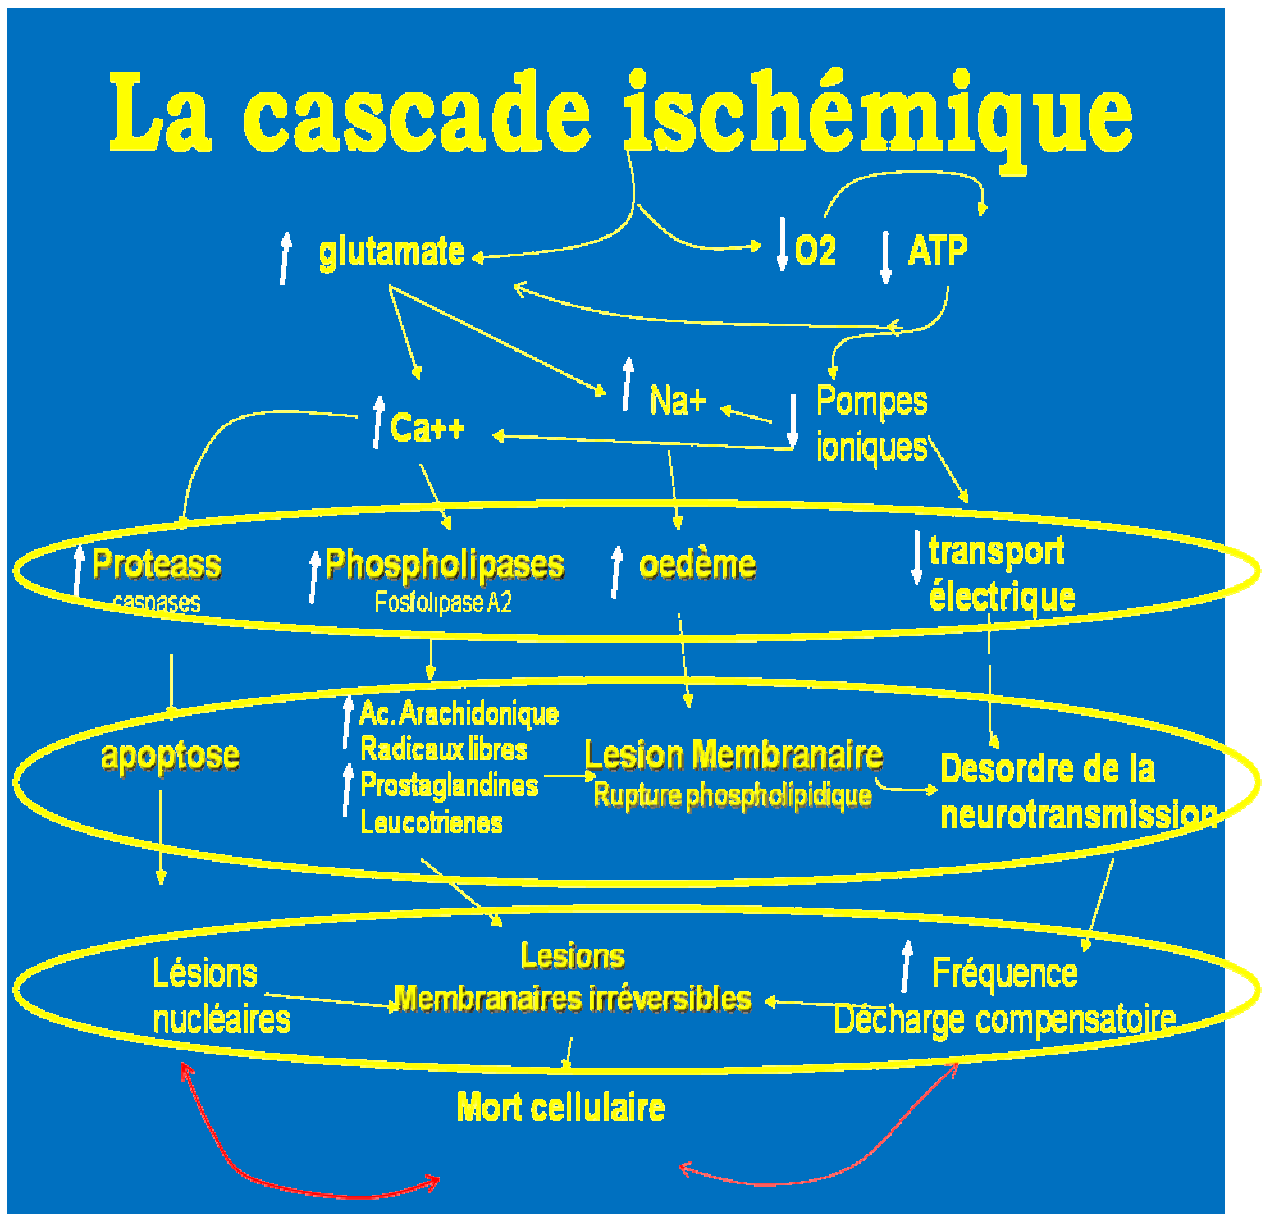 La cascade ischémique
glutamate
O2
ATP
Na+
Pompes
ioniques
Ca++
Proteass
caspases
Phospholipases
Fosfolipase A2
oedème
transport
électrique
apoptose
Ac. Arachidonique
Radicaux libres
Prostaglandines
Leucotrienes
Lesion Membranaire
Rupture phospholipidique
Desordre de la
neurotransmission
Lésions
nucléaires
Lesions
Membranaires irréversibles
Fréquence
Décharge compensatoire
Mort cellulaire